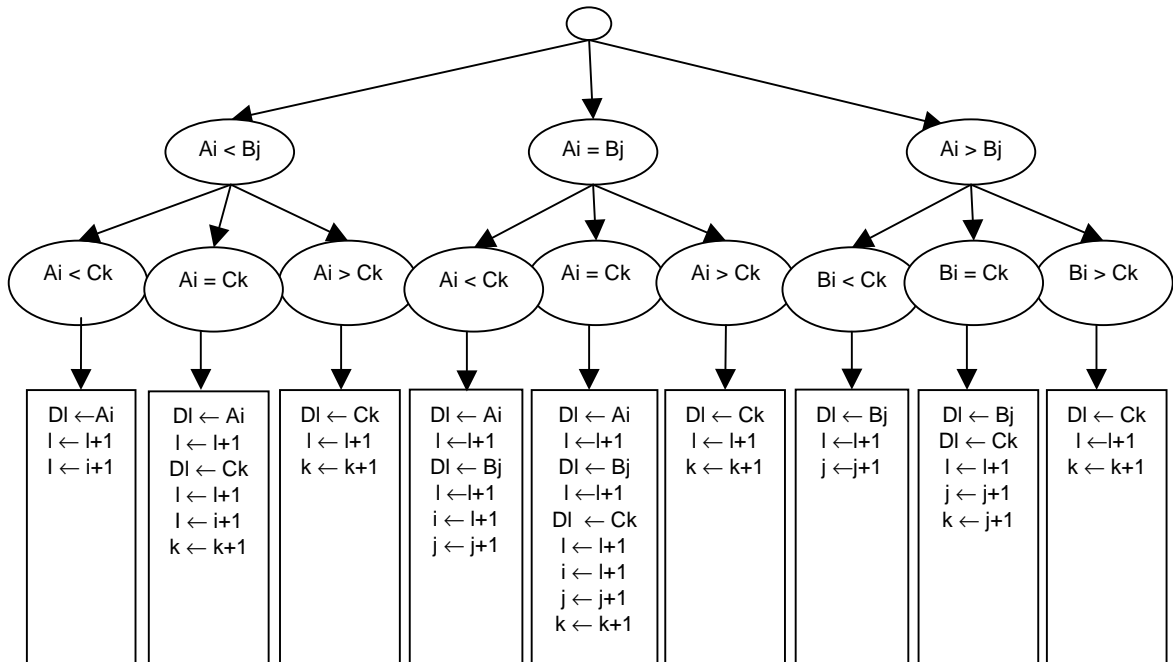 Ai < Bj
Ai = Bj
Ai > Bj
Ai < Ck
Ai = Ck
Ai > Ck
Ai < Ck
Ai = Ck
Ai > Ck
Bi < Ck
Bi = Ck
Bi > Ck
Dl ←Ai
l ← l+1
I ← i+1
Dl ← Ai
l ← l+1
Dl ← Ck
l ← l+1
I ← i+1
k ← k+1
Dl ← Ck
l ← l+1
k ← k+1
Dl ← Ai
l ←l+1
Dl ← Bj
l ←l+1
i ← l+1
j ← j+1
Dl ← Ai
l ←l+1
Dl ← Bj
l ←l+1
Dl ← Ck
l ← l+1
i ← l+1
j ← j+1
k ← k+1
Dl ← Ck
l ← l+1
k ← k+1
Dl ← Bj
l ←l+1
j ←j+1
Dl ← Bj
Dl ← Ck
l ← l+1
j ← j+1
k ← j+1
Dl ← Ck
l ←l+1
k ← k+1